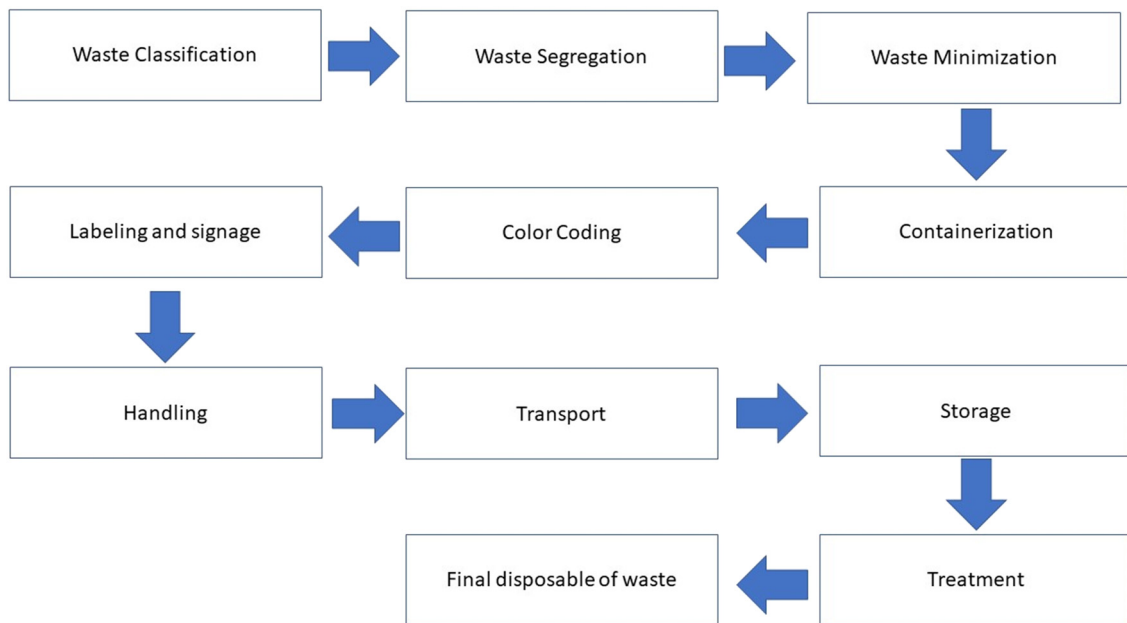 Waste Classification
Waste Segregation
Waste Minimization
Containerization
Color Coding
Labeling and signage
Handling
Transport
Storage
Treatment
Final disposable of waste